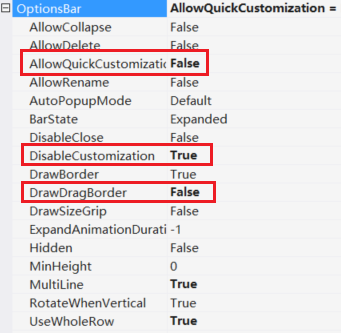 OptionsBar AllowQuickCustomization =
AllowCollapse False
AllowDelete False
AllowQuickCustomizatic False
AllowRename False
AutoPopupMode Default
BarState Expanded
DisableClose False
DisableCustomization True
DrawBorder True
DrawDragBorder False
DrawSizeGrip False
ExpandAnimationDurati -1
Hidden False
MinHeight 0
MultiLine True
RotateWhenVertical True
UseWholeRow True